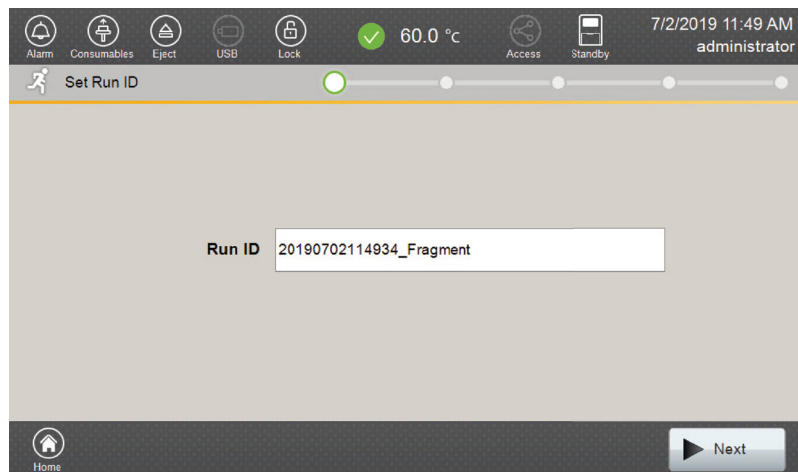 7/2/2019 11:49 AM
60.0 °c
administrator
Alarm Consumables Eject USB Lock Access Standby
Set Run ID
Run ID 20190702114934_Fragment
Next
Home